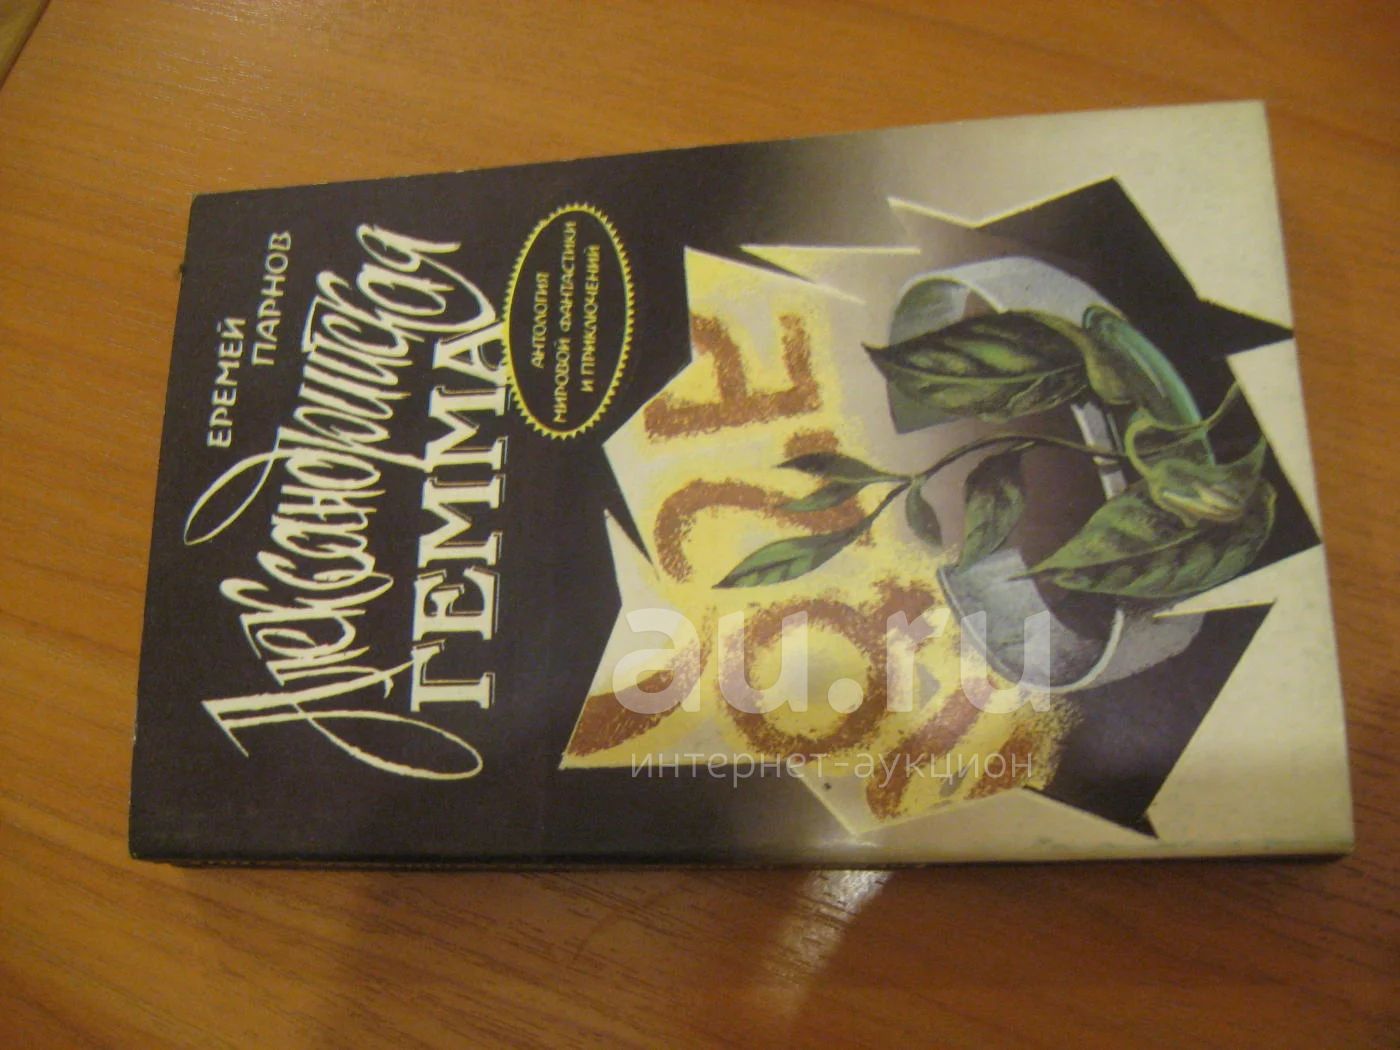 ЕРЕМЕЙ
ПАРНОВ
Александрийская
ГЕММА
АНТОЛОГИЯ
МИРОВОЙ ФАНТАСТИКИ
И ПРИКЛЮЧЕНИЙ
au.ru
интернет-аукцион